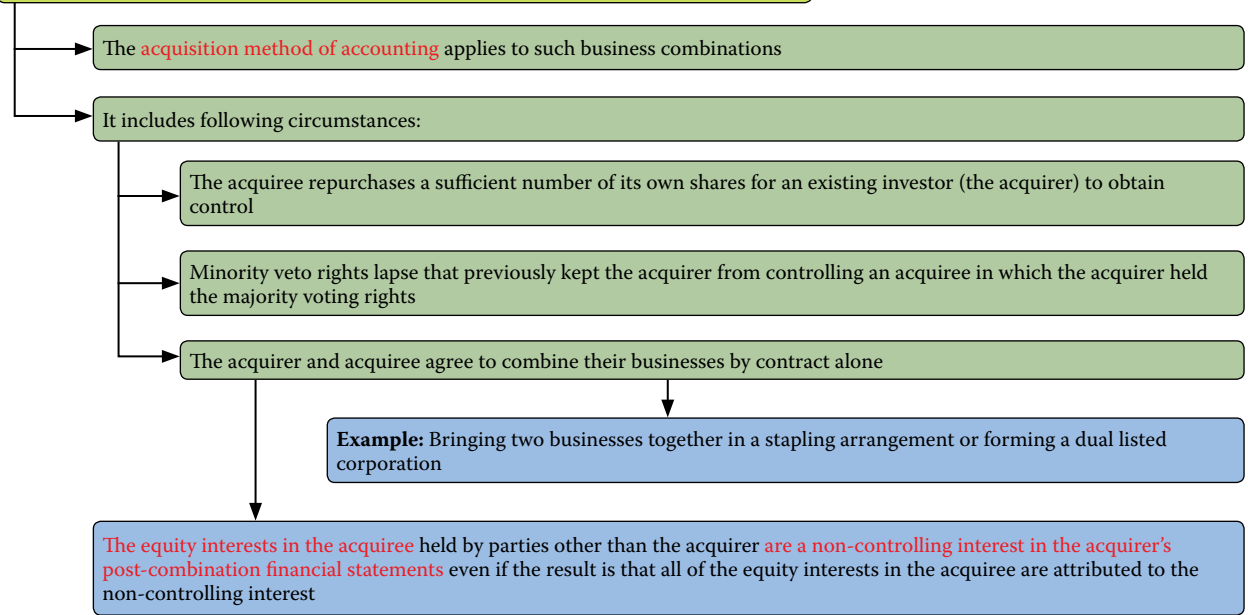 The acquisition method of accounting applies to such business combinations
It includes following circumstances:
The acquiree repurchases a sufficient number of its own shares for an existing investor (the acquirer) to obtain
control
Minority veto rights lapse that previously kept the acquirer from controlling an acquiree in which the acquirer held
the majority voting rights
The acquirer and acquiree agree to combine their businesses by contract alone
Example: Bringing two businesses together in a stapling arrangement or forming a dual listed
corporation
The equity interests in the acquiree held by parties other than the acquirer are a non-controlling interest in the acquirer's
post-combination financial statements even if the result is that all of the equity interests in the acquiree are attributed to the
non-controlling interest